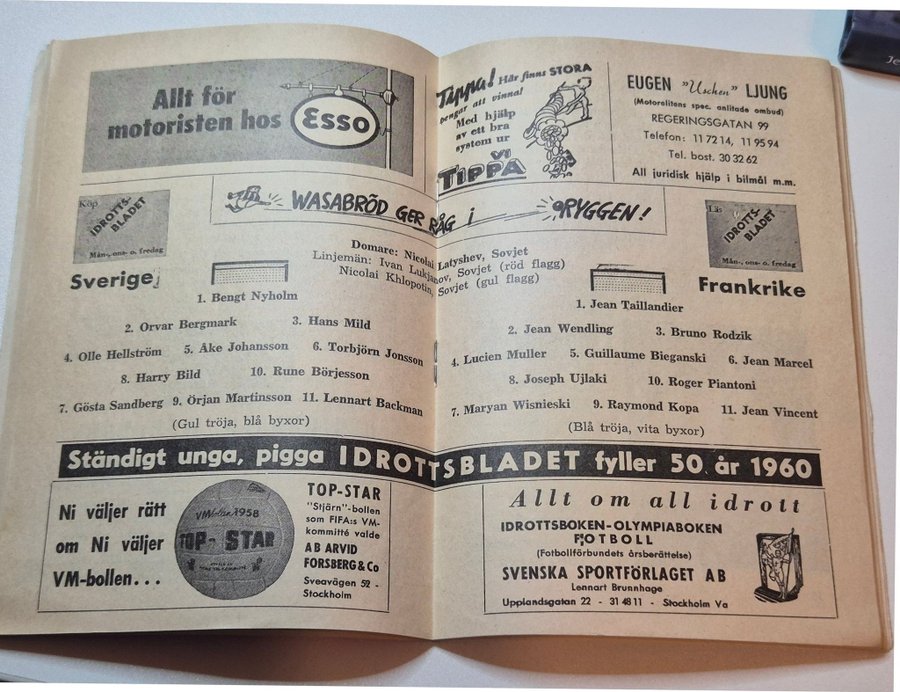 Allt för
motoristen hos
Esso
Tippa! Här finns STORA
pengar att vinna!
Med hjälp
av ett bra
system ur
VI
TIPPA
EUGEN "Uschen" LJUNG
(Motorelitens spec. anlitade ombud)
REGERINGSGATAN 99
Telefon: 11 72 14, 11 95 94
Tel. bost. 30 32 62
All juridisk hjälp i bilmål m.m.
Köp
IDROTTS-
BLADET
Mån-, ons- o. fredag
WASABRÖD GER RÅG i RYGGEN!
Läs
IDROTTS-
BLADET
Mån-, ons- o. fredag
Domare: Nicolai Latyshev, Sovjet
Linjemän: Ivan Lukjanov, Sovjet (röd flagg)
Nicolai Khlopotin, Sovjet (gul flagg)
Sverige
1. Bengt Nyholm
2. Orvar Bergmark 3. Hans Mild
4. Olle Hellström 5. Åke Johansson 6. Torbjörn Jonsson
8. Harry Bild 10. Rune Börjesson
7. Gösta Sandberg 9. Örjan Martinsson 11. Lennart Backman
(Gul tröja, blå byxor)
Frankrike
1. Jean Taillandier
2. Jean Wendling 3. Bruno Rodzik
4. Lucien Muller 5. Guillaume Bieganski 6. Jean Marcel
8. Joseph Ujlaki 10. Roger Piantoni
7. Maryan Wisnieski 9. Raymond Kopa 11. Jean Vincent
(Blå tröja, vita byxor)
Ständigt unga, pigga IDROTTSBLADET fyller 50 år 1960
Ni väljer rätt
om Ni väljer
VM-bollen...
VM bollen 1958
TOP-STAR
TOP-STAR
"Stjärn"-bollen
som FIFA:s VM-
kommitté valde
AB ARVID
FORSBERG & Co
Sveavägen 52 -
Stockholm
Allt om all idrott
IDROTTSBOKEN-OLYMPIABOKEN
FOTBOLL
(Fotbollförbundets årsberättelse)
SVENSKA SPORTFÖRLAGET AB
Lennart Brunnhage
Upplandsgatan 22 - 31 48 11 - Stockholm Va